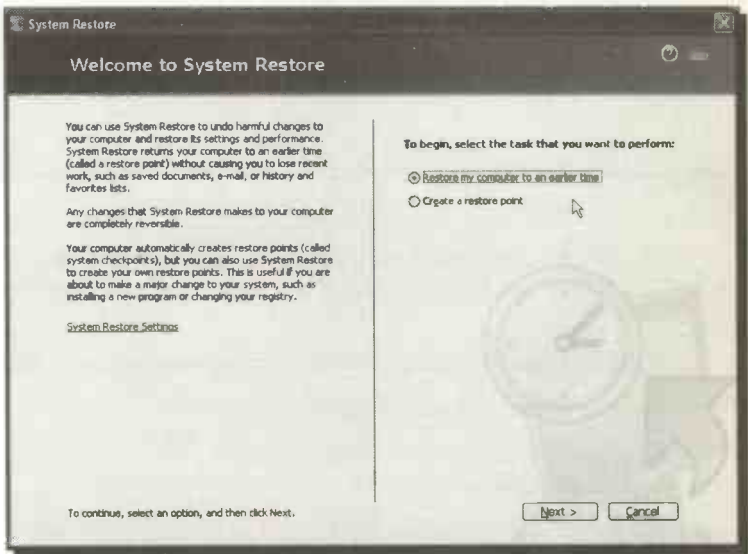 System Restore
Welcome to System Restore
You can use System Restore to undo harmful changes to
your computer and restore its settings and performance.
System Restore returns your computer to an earlier time
(called a restore point) without causing you to lose recent
work, such as saved documents, e-mail, or history and
favorites lists.
Any changes that System Restore makes to your computer
are completely reversible.
Your computer automatically creates restore points (called
system checkpoints), but you can also use System Restore
to create your own restore points. This is useful if you are
about to make a major change to your system, such as
installing a new program or changing your registry.
System Restore Settings
To begin, select the task that you want to perform:
Restore my computer to an earlier time
Create a restore point
To continue, select an option, and then click Next.
Next >
Cancel